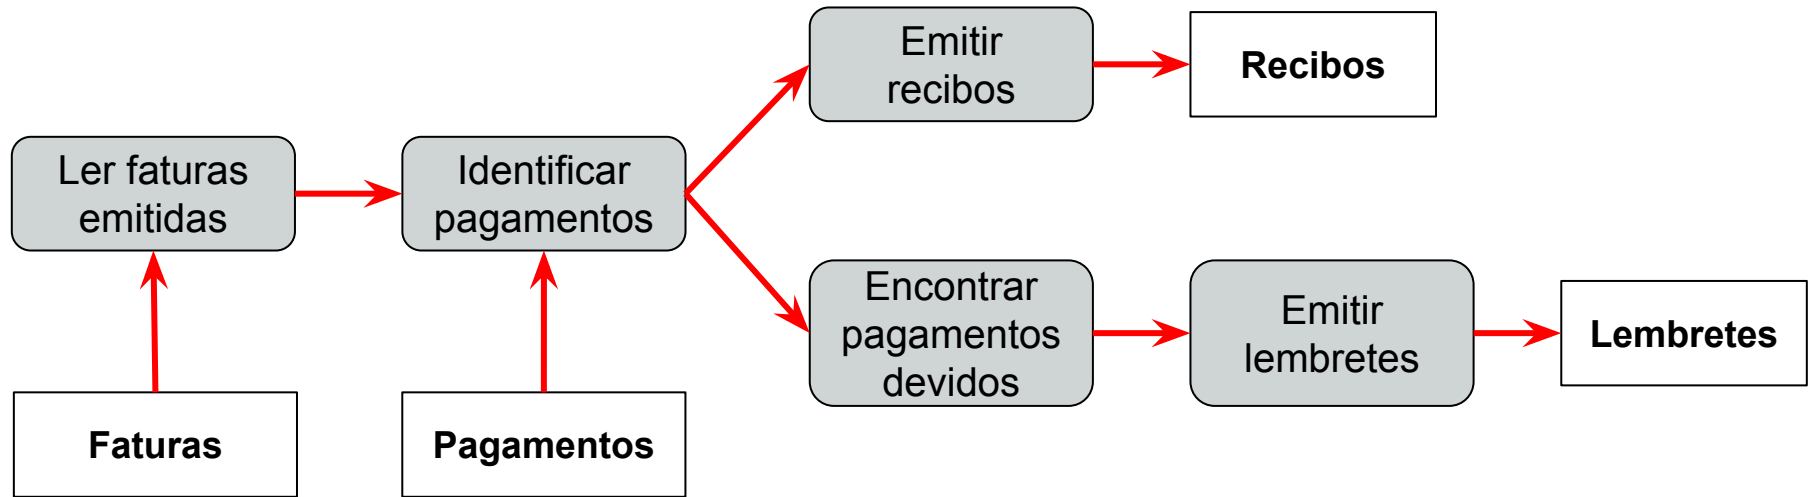 Emitir
recibos
Recibos
Ler faturas
emitidas
Identificar
pagamentos
Encontrar
pagamentos
devidos
Emitir
lembretes
Lembretes
Faturas
Pagamentos